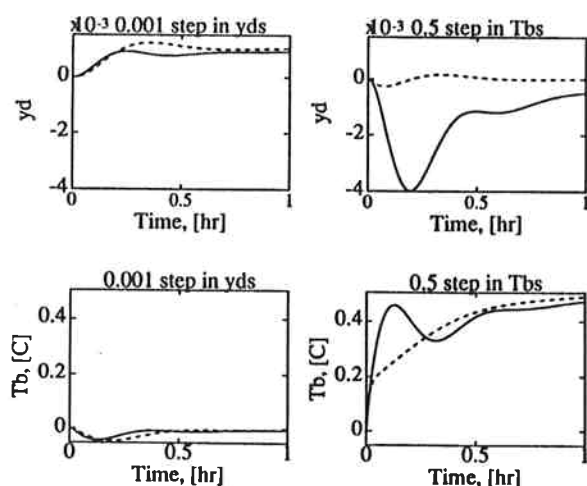 x10-3 0.001 step in yds
x10-3 0.5 step in Tbs
yd
0
-2
-4
0
0.5
1
Time, [hr]
yd
0
-2
-4
0
0.5
1
Time, [hr]
0.001 step in yds
0.5 step in Tbs
Tb, [C]
0.4
0.2
0
0
0.5
1
Time, [hr]
Tb, [C]
0.4
0.2
0
0
0.5
1
Time, [hr]